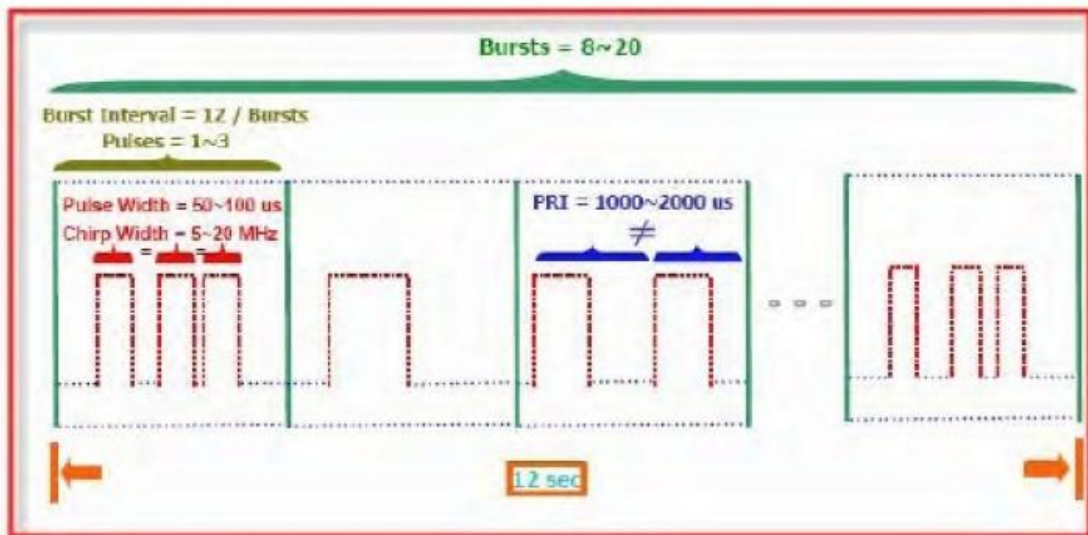 Bursts = 8~20
Burst Interval = 12 / Bursts
Pulses = 1~3
Pulse Width = 50~100 us
Chirp Width = 5~20 MHz
= =
PRI = 1000~2000 us
≠
12 sec